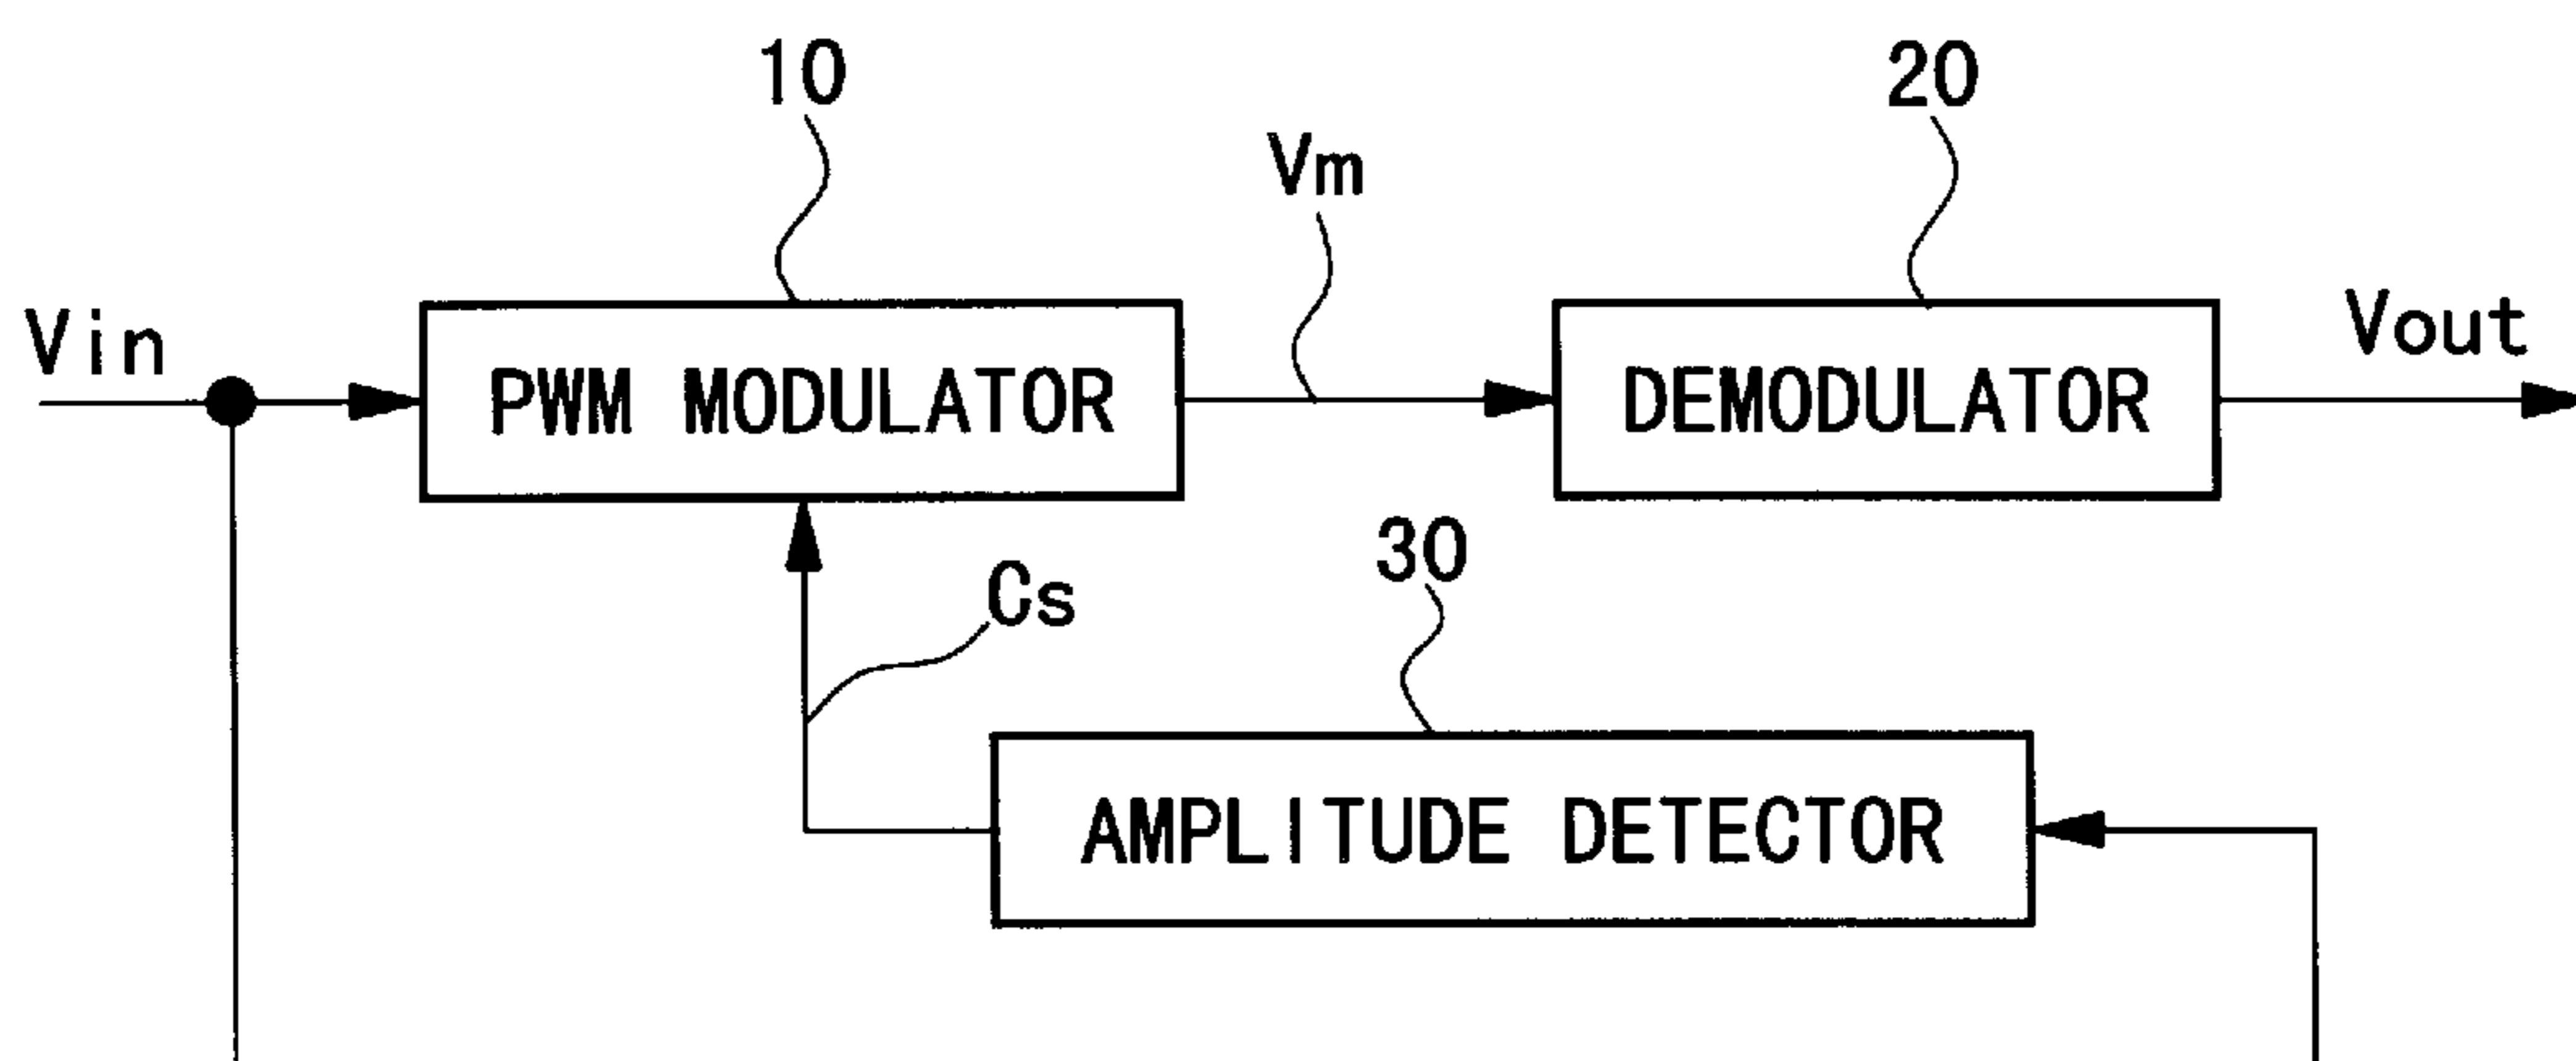 10
20
Vm
Vin
Vout
PWM MODULATOR
DEMODULATOR
30
Cs
AMPLITUDE DETECTOR